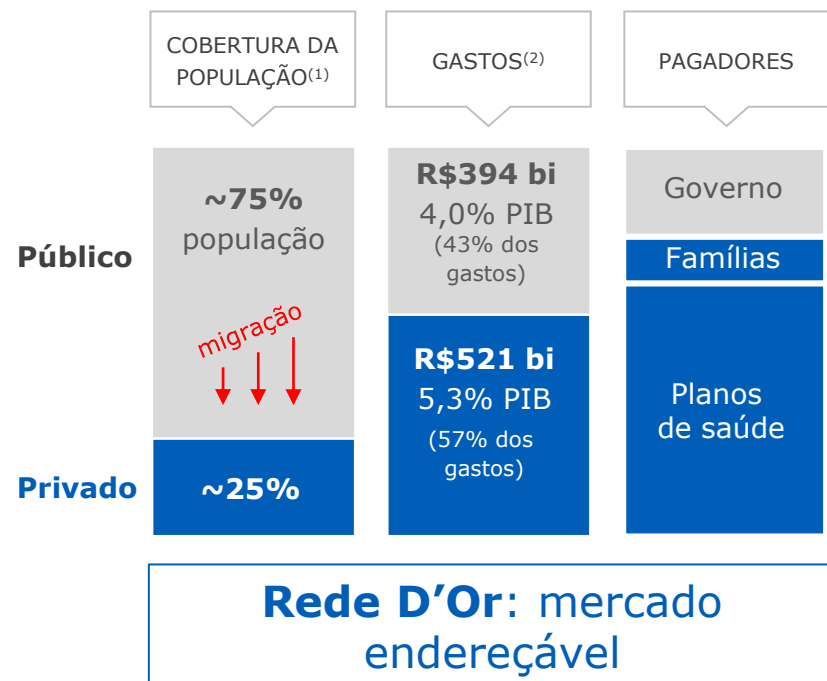 COBERTURA DA
POPULAÇÃO(1)
GASTOS(2)
PAGADORES
Público
~75%
população
migração
R$394 bi
4,0% PIB
(43% dos
gastos)
Governo
Famílias
Privado
~25%
R$521 bi
5,3% PIB
(57% dos
gastos)
Planos
de saúde
Rede D’Or: mercado
endereçável